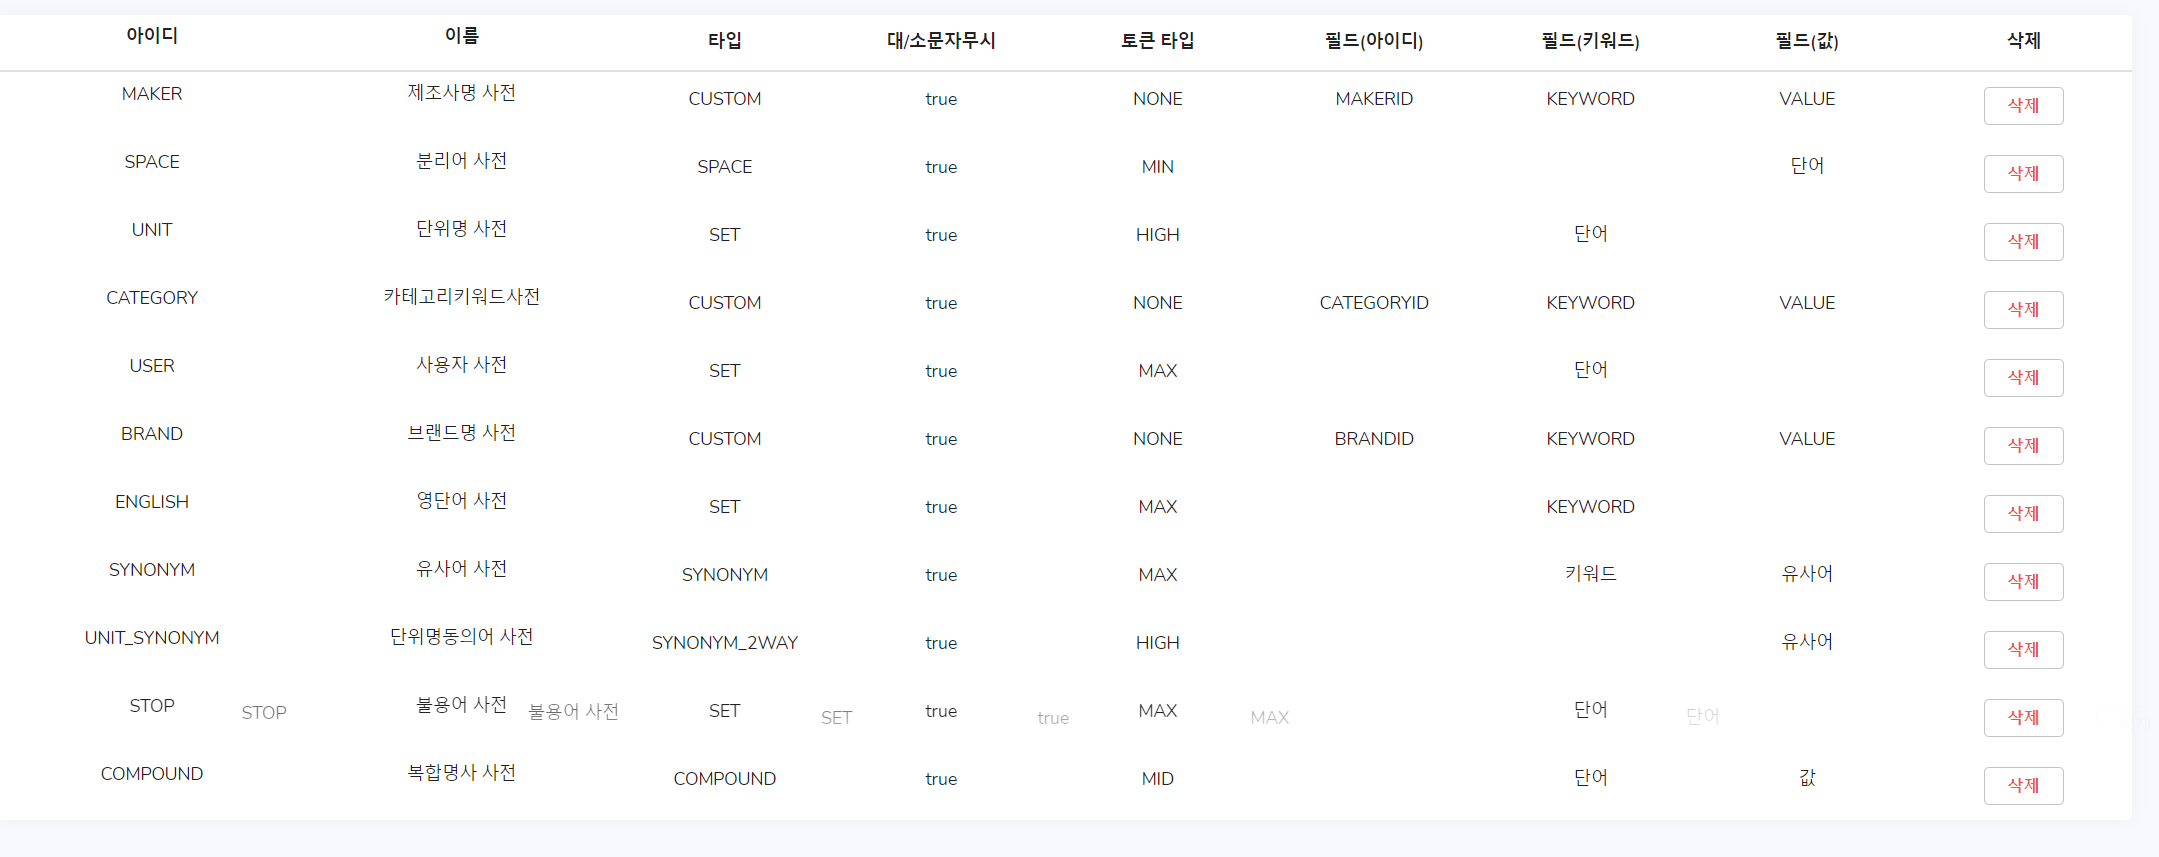 아이디 이름 타입 대/소문자무시 토큰 타입 필드(아이디) 필드(키워드) 필드(값) 삭제
MAKER 제조사명 사전 CUSTOM true NONE MAKERID KEYWORD VALUE 삭제
SPACE 분리어 사전 SPACE true MIN 단어 삭제
UNIT 단위명 사전 SET true HIGH 단어 삭제
CATEGORY 카테고리키워드사전 CUSTOM true NONE CATEGORYID KEYWORD VALUE 삭제
USER 사용자 사전 SET true MAX 단어 삭제
BRAND 브랜드명 사전 CUSTOM true NONE BRANDID KEYWORD VALUE 삭제
ENGLISH 영단어 사전 SET true MAX KEYWORD 삭제
SYNONYM 유사어 사전 SYNONYM true MAX 키워드 유사어 삭제
UNIT_SYNONYM 단위명동의어 사전 SYNONYM_2WAY true HIGH 유사어 삭제
STOP 불용어 사전 SET true MAX 단어 삭제
STOP 불용어 사전 SET true MAX 단어
COMPOUND 복합명사 사전 COMPOUND true MID 단어 값 삭제